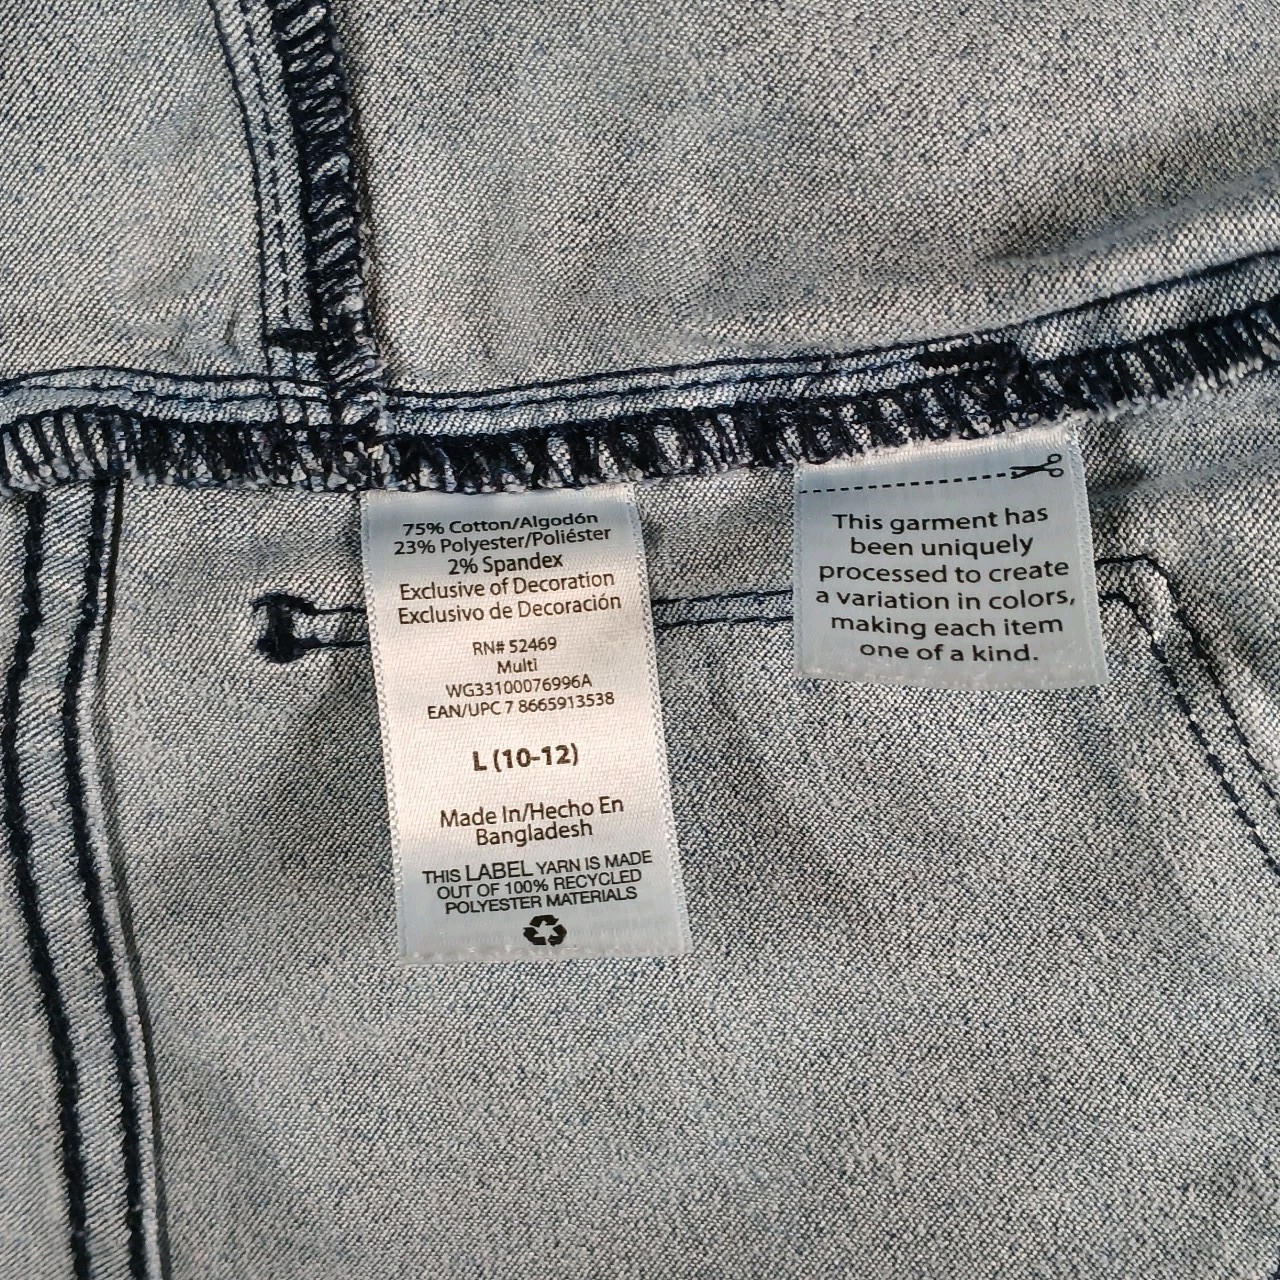 75% Cotton/Algodón
23% Polyester/Poliéster
2% Spandex
Exclusive of Decoration
Exclusivo de Decoración
RN# 52469
Multi
WG33100076996A
EAN/UPC 7 8665913538
L (10-12)
Made In/Hecho En
Bangladesh
THIS LABEL YARN IS MADE
OUT OF 100% RECYCLED
POLYESTER MATERIALS
This garment has
been uniquely
processed to create
a variation in colors,
making each item
one of a kind.